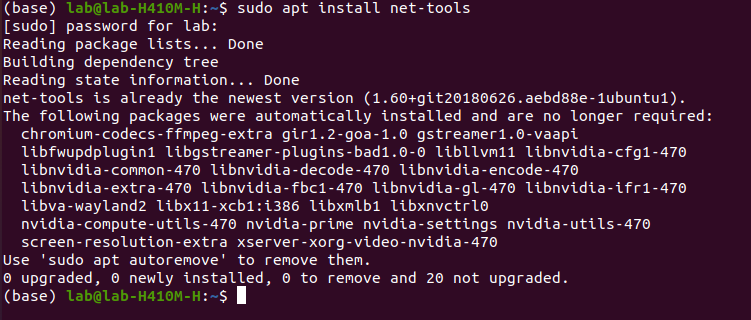 (base) lab@lab-H410M-H:~$ sudo apt install net-tools
[sudo] password for lab:
Reading package lists... Done
Building dependency tree
Reading state information... Done
net-tools is already the newest version (1.60+git20180626.aebd88e-1ubuntu1).
The following packages were automatically installed and are no longer required:
  chromium-codecs-ffmpeg-extra gir1.2-goa-1.0 gstreamer1.0-vaapi
  libfwupdplugin1 libgstreamer-plugins-bad1.0-0 libllvm11 libnvidia-cfg1-470
  libnvidia-common-470 libnvidia-decode-470 libnvidia-encode-470
  libnvidia-extra-470 libnvidia-fbc1-470 libnvidia-gl-470 libnvidia-ifr1-470
  libva-wayland2 libx11-xcb1:i386 libxmlb1 libxnvctrl0
  nvidia-compute-utils-470 nvidia-prime nvidia-settings nvidia-utils-470
  screen-resolution-extra xserver-xorg-video-nvidia-470
Use 'sudo apt autoremove' to remove them.
0 upgraded, 0 newly installed, 0 to remove and 20 not upgraded.
(base) lab@lab-H410M-H:~$